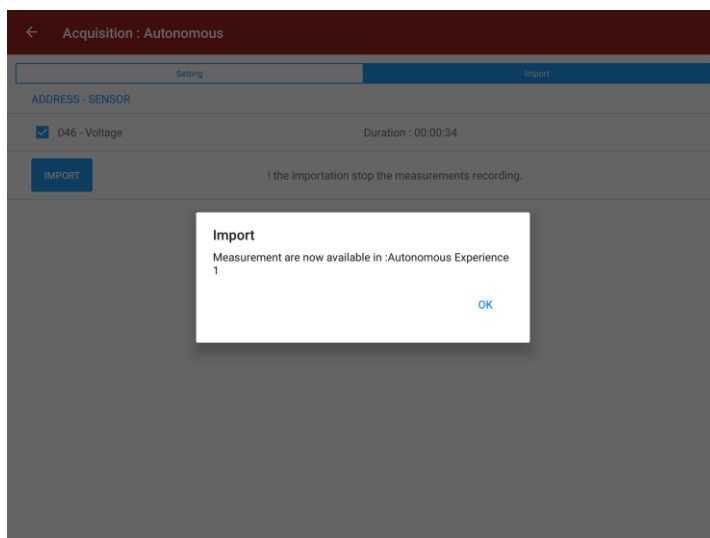 Acquisition : Autonomous
Setting
Import
ADDRESS - SENSOR
046 - Voltage
Duration : 00:00:34
IMPORT
! the importation stop the measurements recording.
Import
Measurement are now available in :Autonomous Experience
1
OK